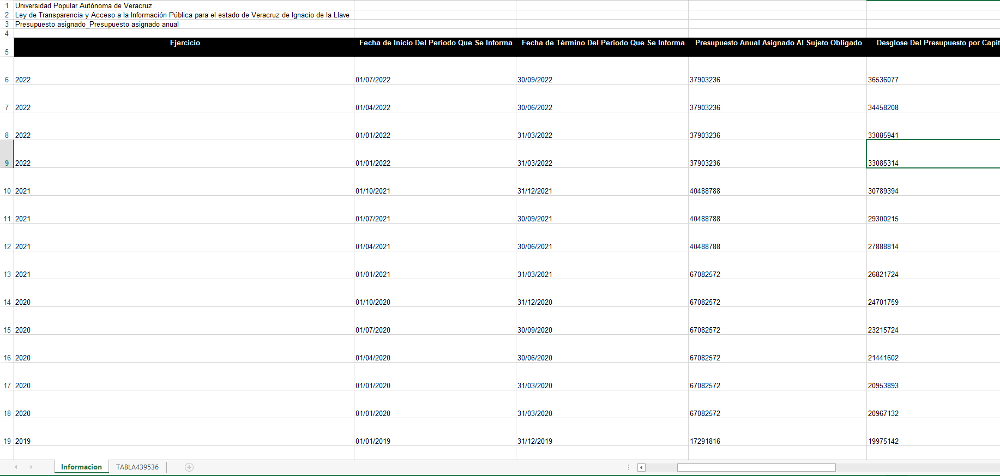 1 Universidad Popular Autónoma de Veracruz
2 Ley de Transparencia y Acceso a la Información Pública para el estado de Veracruz de Ignacio de la Llave
3 Presupuesto asignado_Presupuesto asignado anual
4
5 Ejercicio Fecha de Inicio Del Periodo Que Se Informa Fecha de Término Del Periodo Que Se Informa Presupuesto Anual Asignado Al Sujeto Obligado Desglose Del Presupuesto por Capít
6 2022 01/07/2022 30/09/2022 37903236 36536077
7 2022 01/04/2022 30/06/2022 37903236 34458208
8 2022 01/01/2022 31/03/2022 37903236 33085941
9 2022 01/01/2022 31/03/2022 37903236 33085314
10 2021 01/10/2021 31/12/2021 40488788 30789394
11 2021 01/07/2021 30/09/2021 40488788 29300215
12 2021 01/04/2021 30/06/2021 40488788 27888814
13 2021 01/01/2021 31/03/2021 67082572 26821724
14 2020 01/10/2020 31/12/2020 67082572 24701759
15 2020 01/07/2020 30/09/2020 67082572 23215724
16 2020 01/04/2020 30/06/2020 67082572 21441602
17 2020 01/01/2020 31/03/2020 67082572 20953893
18 2020 01/01/2020 31/03/2020 67082572 20967132
19 2019 01/01/2019 31/12/2019 17291816 19975142
Informacion TABLA439536